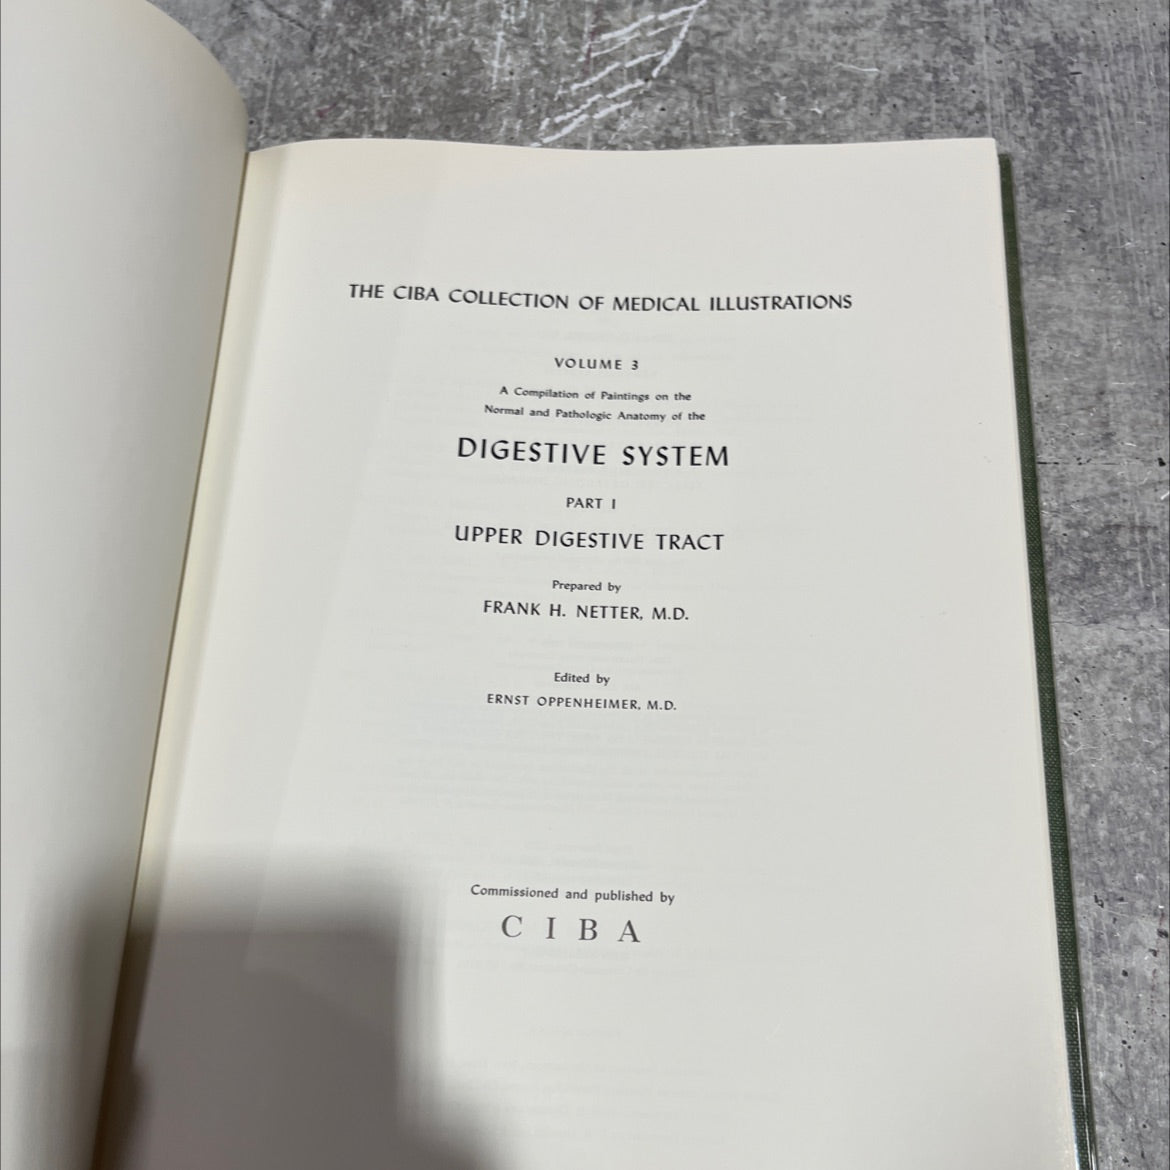 THE CIBA COLLECTION OF MEDICAL ILLUSTRATIONS
VOLUME 3
A Compilation of Paintings on the
Normal and Pathologic Anatomy of the
DIGESTIVE SYSTEM
PART I
UPPER DIGESTIVE TRACT
Prepared by
FRANK H. NETTER, M.D.
Edited by
ERNST OPPENHEIMER, M.D.
Commissioned and published by
C I B A